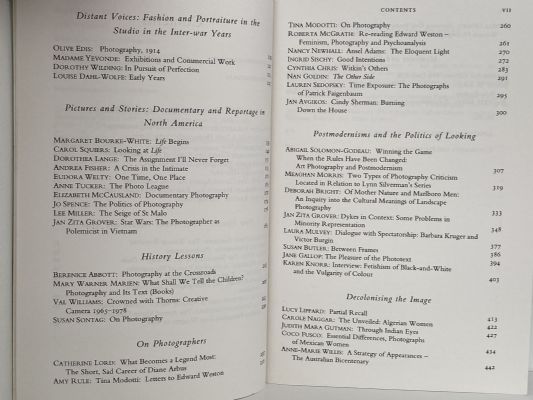 Distant Voices: Fashion and Portraiture in the
Studio in the Inter-war Years
OLIVE EDIS: Photography, 1914
MADAME YEVONDE: Exhibitions and Commercial Work
DOROTHY WILDING: In Pursuit of Perfection
LOUISE DAHL-WOLFE: Early Years
Pictures and Stories: Documentary and Reportage in
North America
MARGARET BOURKE-WHITE: Life Begins
CAROL SQUIERS: Looking at Life
DOROTHEA LANGE: The Assignment I'll Never Forget
ANDREA FISHER: A Crisis in the Intimate
EUDORA WELTY: One Time, One Place
ANNE TUCKER: The Photo League
ELIZABETH MCCAUSLAND: Documentary Photography
JO SPENCE: The Politics of Photography
LEE MILLER: The Seige of St Malo
JAN ZITA GROVER: Star Wars: The Photographer as
Polemicist in Vietnam
History Lessons
BERENICE ABBOTT: Photography at the Crossroads
MARY WARNER MARIEN: What Shall We Tell the Children?
Photography and Its Text (Books)
VAL WILLIAMS: Crowned with Thorns: Creative
Camera 1965–1978
SUSAN SONTAG: On Photography
On Photographers
CATHERINE LORD: What Becomes a Legend Most:
The Short, Sad Career of Diane Arbus
AMY RULE: Tina Modotti: Letters to Edward Weston
CONTENTS vii
TINA MODOTTI: On Photography 260
ROBERTA MCGRATH: Re-reading Edward Weston –
Feminism, Photography and Psychoanalysis 261
NANCY NEWHALL: Ansel Adams: The Eloquent Light 270
INGRID SISCHY: Good Intentions 272
CYNTHIA CHRIS: Witkin's Others 283
NAN GOLDIN: The Other Side 291
LAUREN SEDOFSKY: Time Exposure: The Photographs
of Patrick Faigenbaum 295
JAN AVGIKOS: Cindy Sherman: Burning
Down the House 300
Postmodernisms and the Politics of Looking
ABIGAIL SOLOMON-GODEAU: Winning the Game
When the Rules Have Been Changed:
Art Photography and Postmodernism 307
MEAGHAN MORRIS: Two Types of Photography Criticism
Located in Relation to Lynn Silverman's Series 319
DEBORAH BRIGHT: Of Mother Nature and Marlboro Men:
An Inquiry into the Cultural Meanings of Landscape
Photography 333
JAN ZITA GROVER: Dykes in Context: Some Problems in
Minority Representation 348
LAURA MULVEY: Dialogue with Spectatorship: Barbara Kruger and
Victor Burgin 377
SUSAN BUTLER: Between Frames 386
JANE GALLOP: The Pleasure of the Phototext 394
KAREN KNORR: Interview: Fetishism of Black-and-White
and the Vulgarity of Colour 403
Decolonising the Image
LUCY LIPPARD: Partial Recall 413
CAROLE NAGGAR: The Unveiled: Algerian Women 422
JUDITH MARA GUTMAN: Through Indian Eyes 427
COCO FUSCO: Essential Differences, Photographs
of Mexican Women 434
ANNE-MARIE WILLIS: A Strategy of Appearances –
The Australian Bicentenary 442